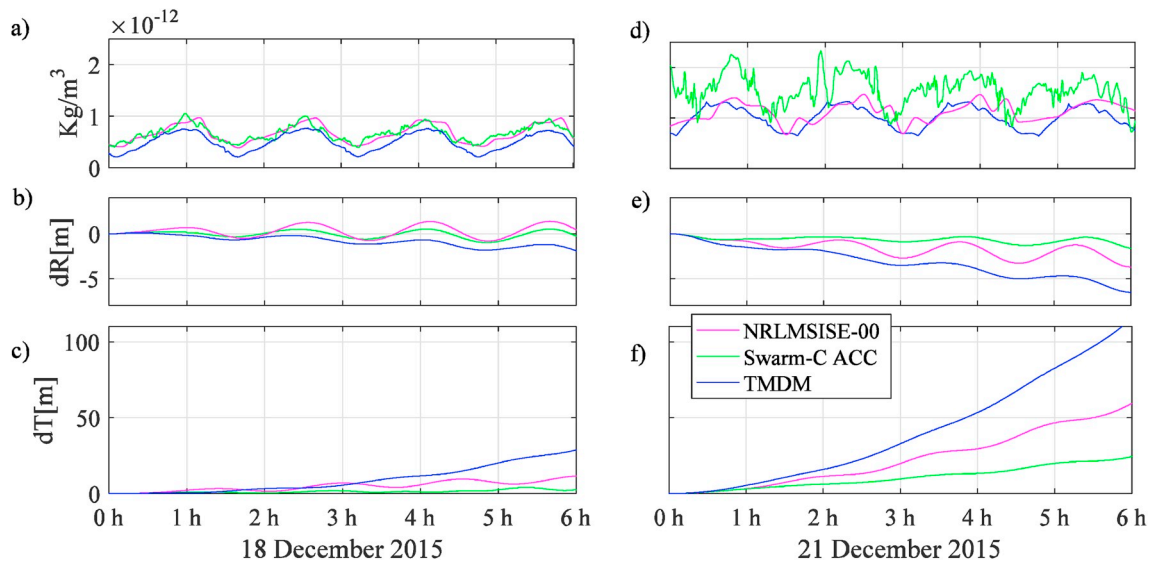 a)
×10^-12
Kg/m^3
2
1
0
d)
b)
dR[m]
0
-5
e)
c)
dT[m]
100
50
0
f)
NRLMSISE-00
Swarm-C ACC
TMDM
0 h 1 h 2 h 3 h 4 h 5 h 6 h
18 December 2015
0 h 1 h 2 h 3 h 4 h 5 h 6 h
21 December 2015